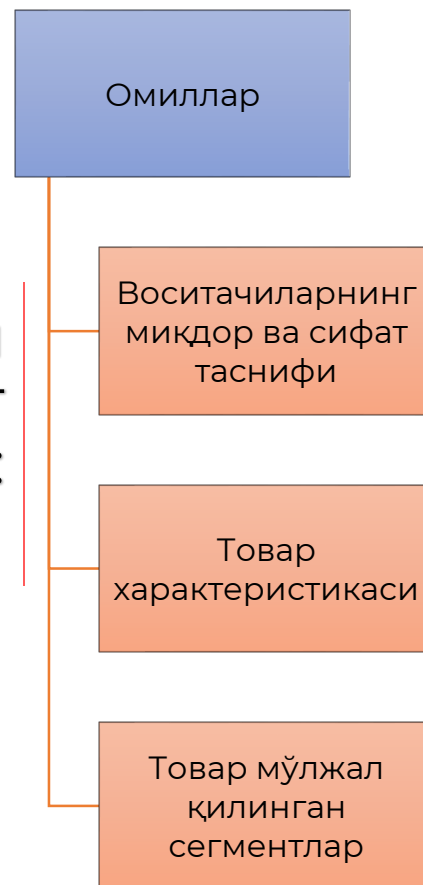 Омиллар
Воситачиларнинг
миқдор ва сифат
таснифи
Товар
характеристикаси
Товар мўлжал
қилинган
сегментлар